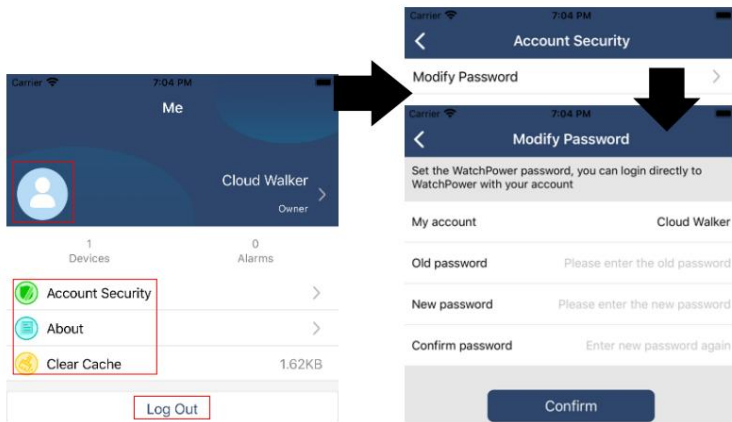 Carrier 7:04 PM
Me
Cloud Walker
Owner
1 0
Devices Alarms
Account Security
About
Clear Cache 1.62KB
Log Out
Carrier 7:04 PM
Account Security
Modify Password
Carrier 7:04 PM
Modify Password
Set the WatchPower password, you can login directly to
WatchPower with your account
My account Cloud Walker
Old password Please enter the old password
New password Please enter the new password
Confirm password Enter new password again
Confirm